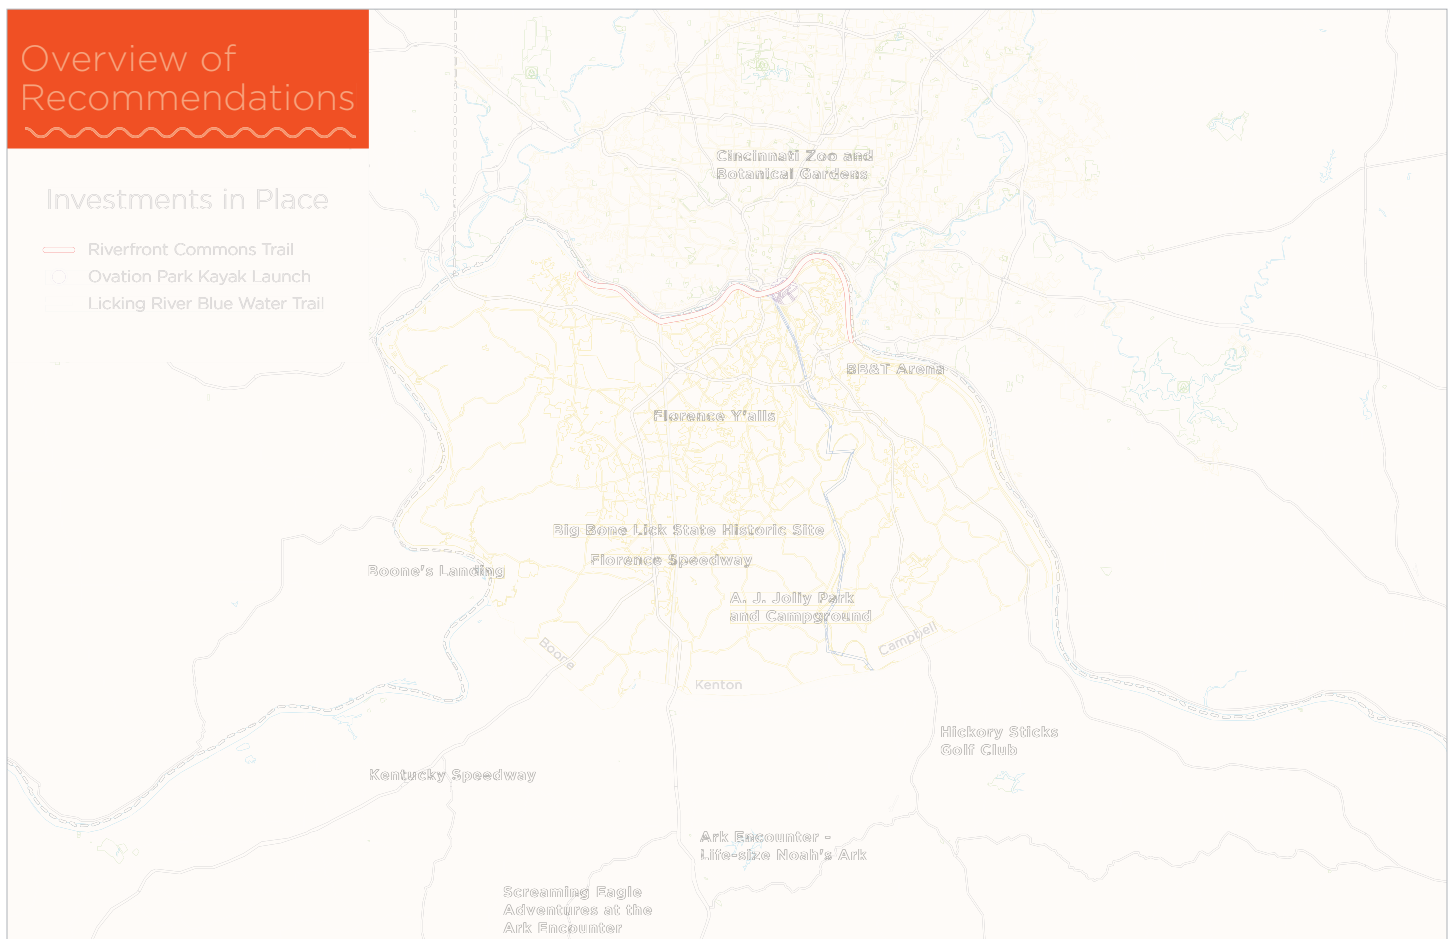 Overview of
Recommendations
Investments in Place
Riverfront Commons Trail
Ovation Park Kayak Launch
Licking River Blue Water Trail
Cincinnati Zoo and
Botanical Gardens
BB&T Arena
Florence Y'alls
Big Bone Lick State Historic Site
Florence Speedway
Boone's Landing
A. J. Jolly Park
and Campground
Boone
Campbell
Kenton
Hickory Sticks
Golf Club
Kentucky Speedway
Ark Encounter -
Life-size Noah's Ark
Screaming Eagle
Adventures at the
Ark Encounter